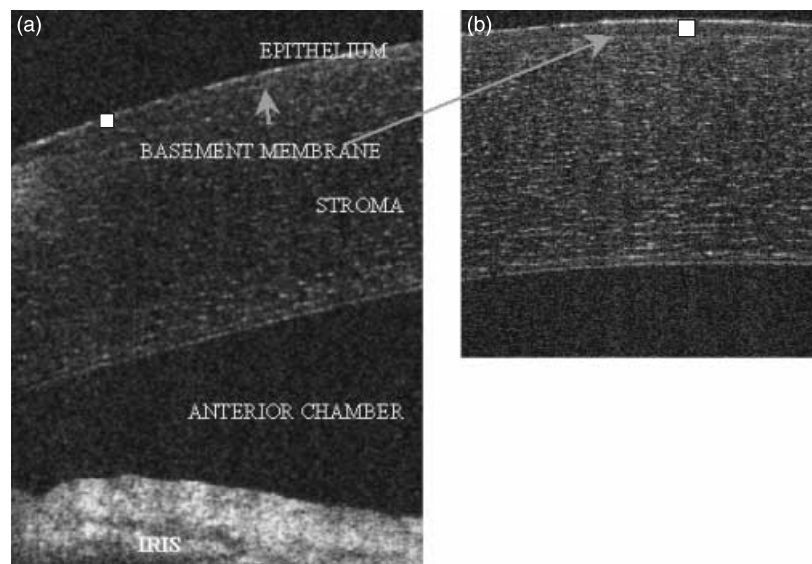 (a)
EPITHELIUM
BASEMENT MEMBRANE
STROMA
ANTERIOR CHAMBER
IRIS
(b)